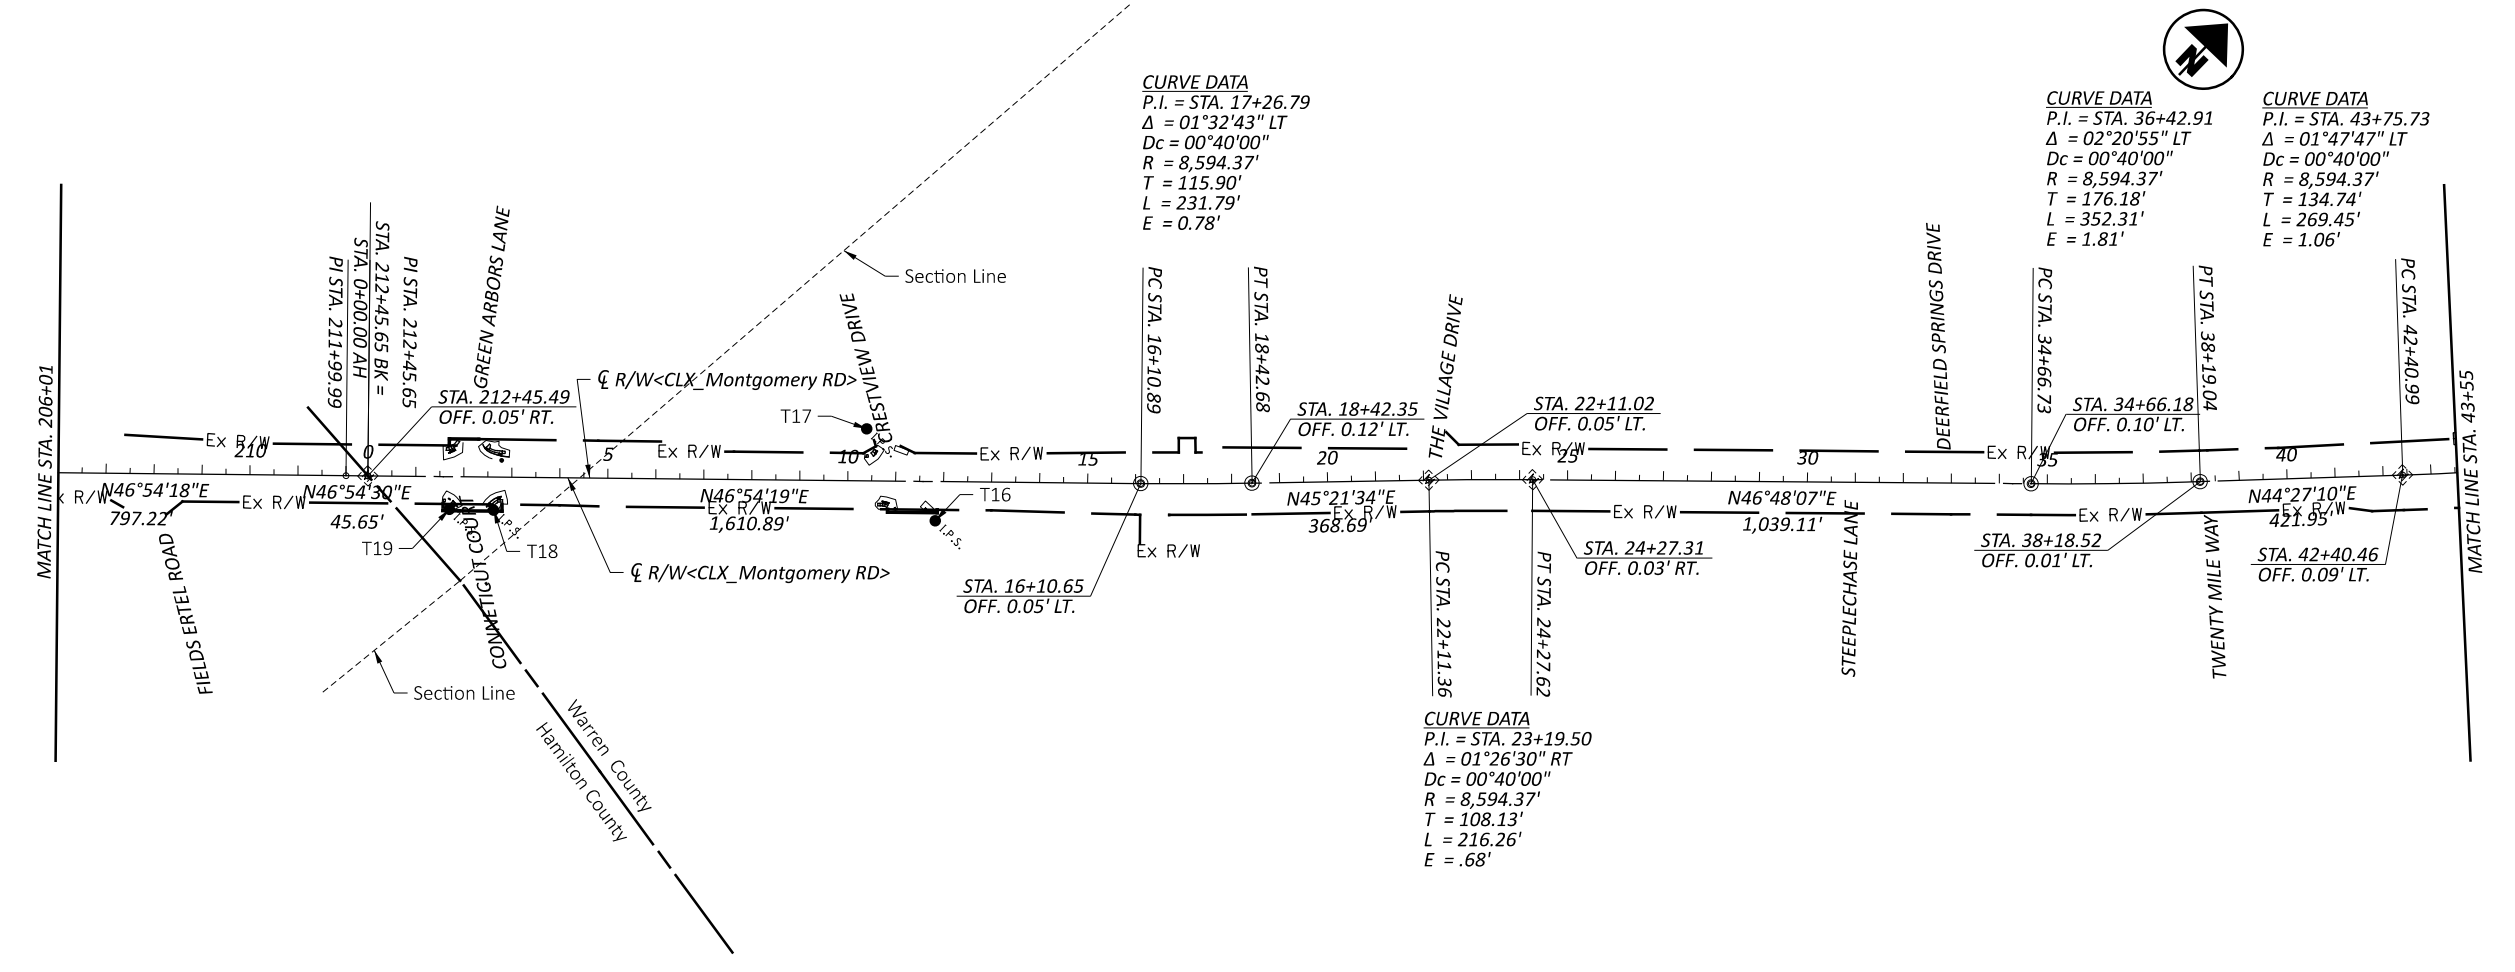 N
CURVE DATA
P.I. = STA. 17+26.79
Δ = 01°32'43" LT
Dc = 00°40'00"
R = 8,594.37'
T = 115.90'
L = 231.79'
E = 0.78'
CURVE DATA
P.I. = STA. 36+42.91
Δ = 02°20'55" LT
Dc = 00°40'00"
R = 8,594.37'
T = 176.18'
L = 352.31'
E = 1.81'
CURVE DATA
P.I. = STA. 43+75.73
Δ = 01°47'47" LT
Dc = 00°40'00"
R = 8,594.37'
T = 134.74'
L = 269.45'
E = 1.06'
MATCH LINE STA. 206+01
PI STA. 211+99.99
STA. 0+00.00 AH
STA. 212+45.65 BK =
PI STA. 212+45.65
GREEN ARBORS LANE
Section Line
CRESTVIEW DRIVE
PC STA. 16+10.89
PT STA. 18+42.68
THE VILLAGE DRIVE
DEERFIELD SPRINGS DRIVE
PC STA. 34+66.73
PT STA. 38+19.04
PC STA. 42+40.99
MATCH LINE STA. 43+55
℄ R/W<CLX_Montgomery RD>
STA. 212+45.49
OFF. 0.05' RT.
T17
STA. 18+42.35
OFF. 0.12' LT.
STA. 22+11.02
OFF. 0.05' LT.
STA. 34+66.18
OFF. 0.10' LT.
Ex R/W
Ex R/W
Ex R/W
Ex R/W
Ex R/W
210
0
5
10
15
20
25
30
35
40
N46°54'18"E
797.22'
N46°54'30"E
45.65'
N46°54'19"E
1,610.89'
N45°21'34"E
368.69'
N46°48'07"E
1,039.11'
N44°27'10"E
421.95'
x R/W
Ex R/W
Ex R/W
Ex R/W
Ex R/W
Ex R/W
Ex R/W
Ex R/W
T16
I.P.S.
T19
T18
I.P.S.
FIELDS ERTEL ROAD
CONNETICUT COURT
℄ R/W<CLX_Montgomery RD>
STA. 16+10.65
OFF. 0.05' LT.
STA. 24+27.31
OFF. 0.03' RT.
STA. 38+18.52
OFF. 0.01' LT.
STA. 42+40.46
OFF. 0.09' LT.
PC STA. 22+11.36
PT STA. 24+27.62
STEEPLECHASE LANE
TWENTY MILE WAY
Section Line
Warren County
Hamilton County
CURVE DATA
P.I. = STA. 23+19.50
Δ = 01°26'30" RT
Dc = 00°40'00"
R = 8,594.37'
T = 108.13'
L = 216.26'
E = .68'